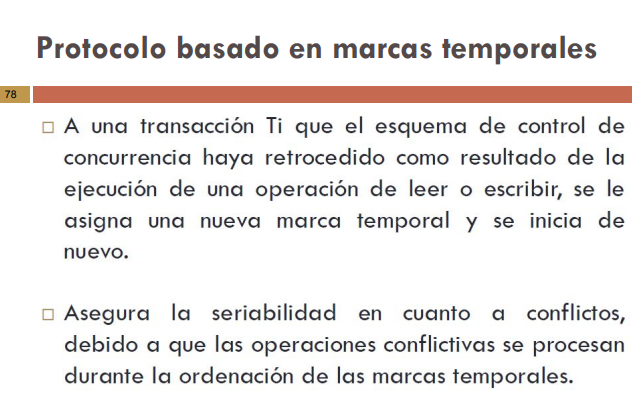 Protocolo basado en marcas temporales
78
A una transacción Ti que el esquema de control de
concurrencia haya retrocedido como resultado de la
ejecución de una operación de leer o escribir, se le
asigna una nueva marca temporal y se inicia de
nuevo.
Asegura la seriabilidad en cuanto a conflictos,
debido a que las operaciones conflictivas se procesan
durante la ordenación de las marcas temporales.